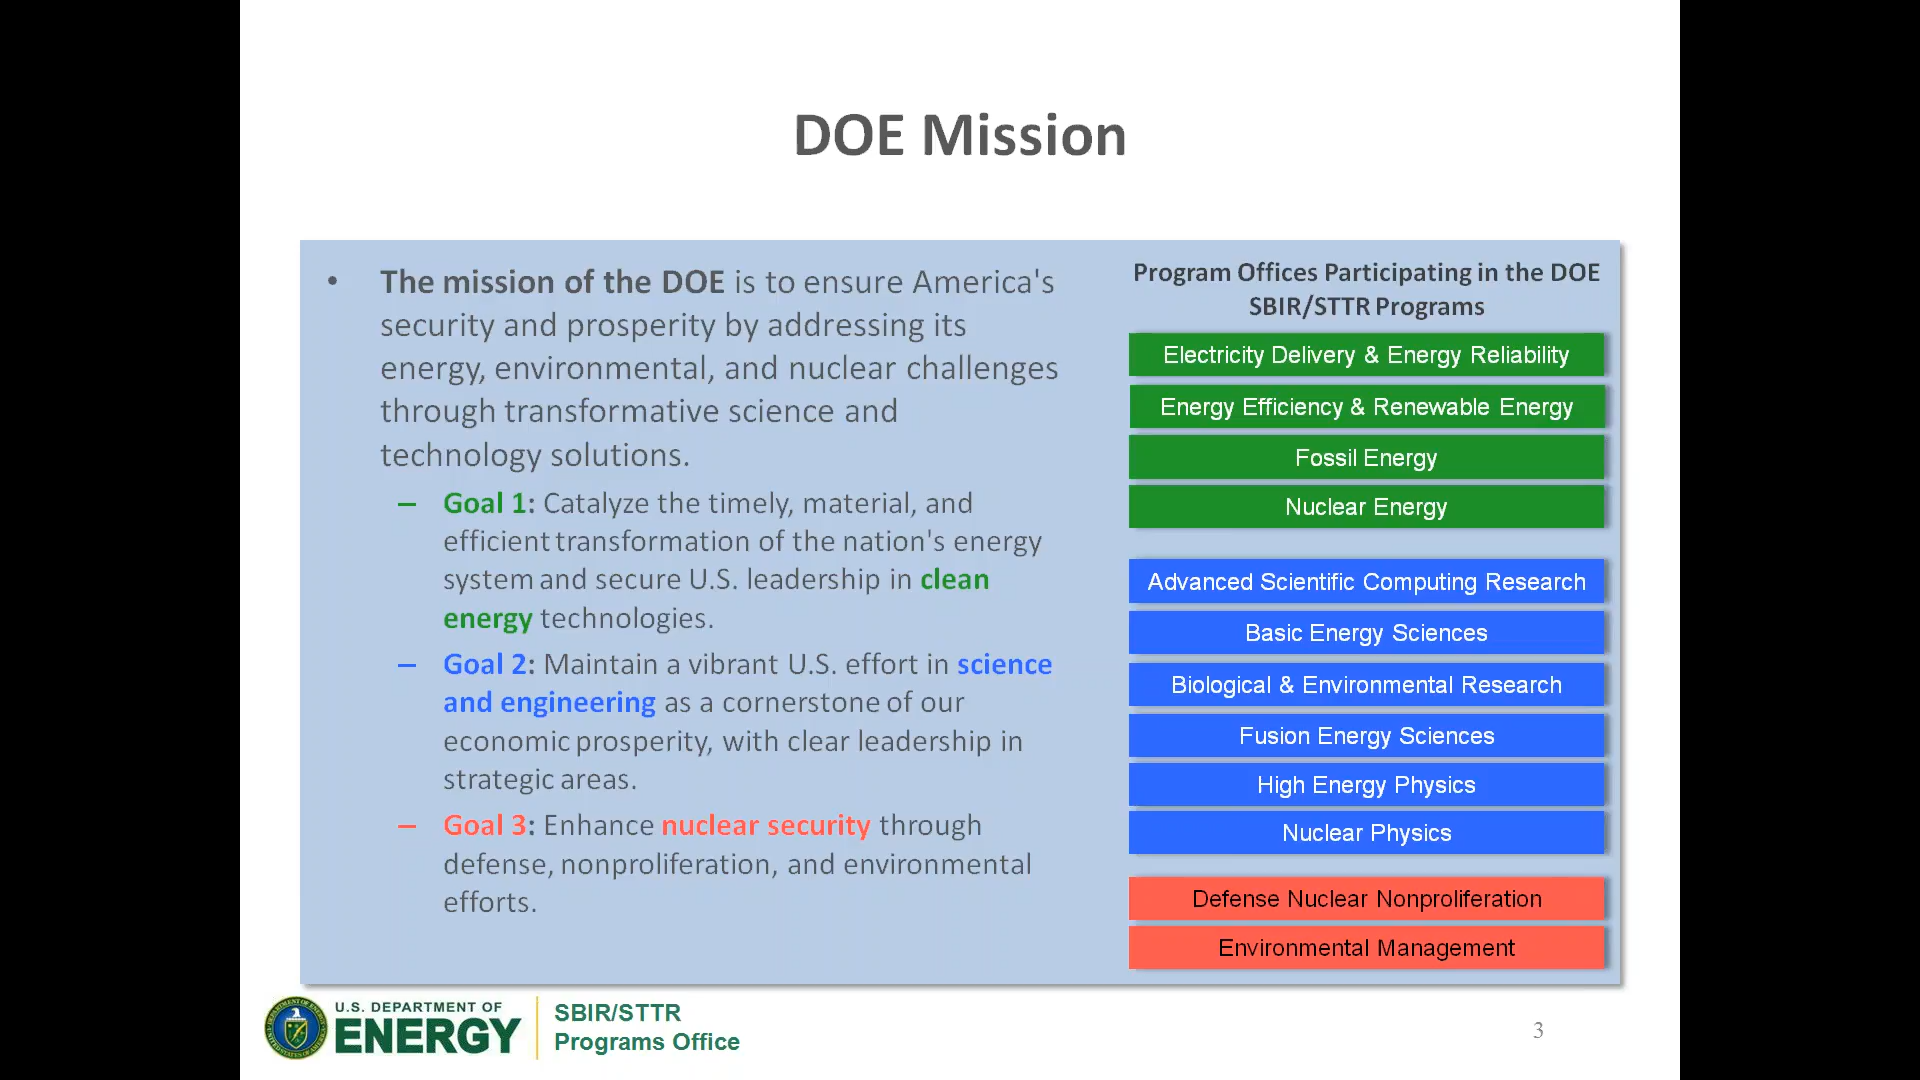 DOE Mission
• The mission of the DOE is to ensure America's
security and prosperity by addressing its
energy, environmental, and nuclear challenges
through transformative science and
technology solutions.
– Goal 1: Catalyze the timely, material, and
efficient transformation of the nation's energy
system and secure U.S. leadership in clean
energy technologies.
– Goal 2: Maintain a vibrant U.S. effort in science
and engineering as a cornerstone of our
economic prosperity, with clear leadership in
strategic areas.
– Goal 3: Enhance nuclear security through
defense, nonproliferation, and environmental
efforts.
Program Offices Participating in the DOE
SBIR/STTR Programs
Electricity Delivery & Energy Reliability
Energy Efficiency & Renewable Energy
Fossil Energy
Nuclear Energy
Advanced Scientific Computing Research
Basic Energy Sciences
Biological & Environmental Research
Fusion Energy Sciences
High Energy Physics
Nuclear Physics
Defense Nuclear Nonproliferation
Environmental Management
U.S. DEPARTMENT OF
ENERGY
SBIR/STTR
Programs Office
3